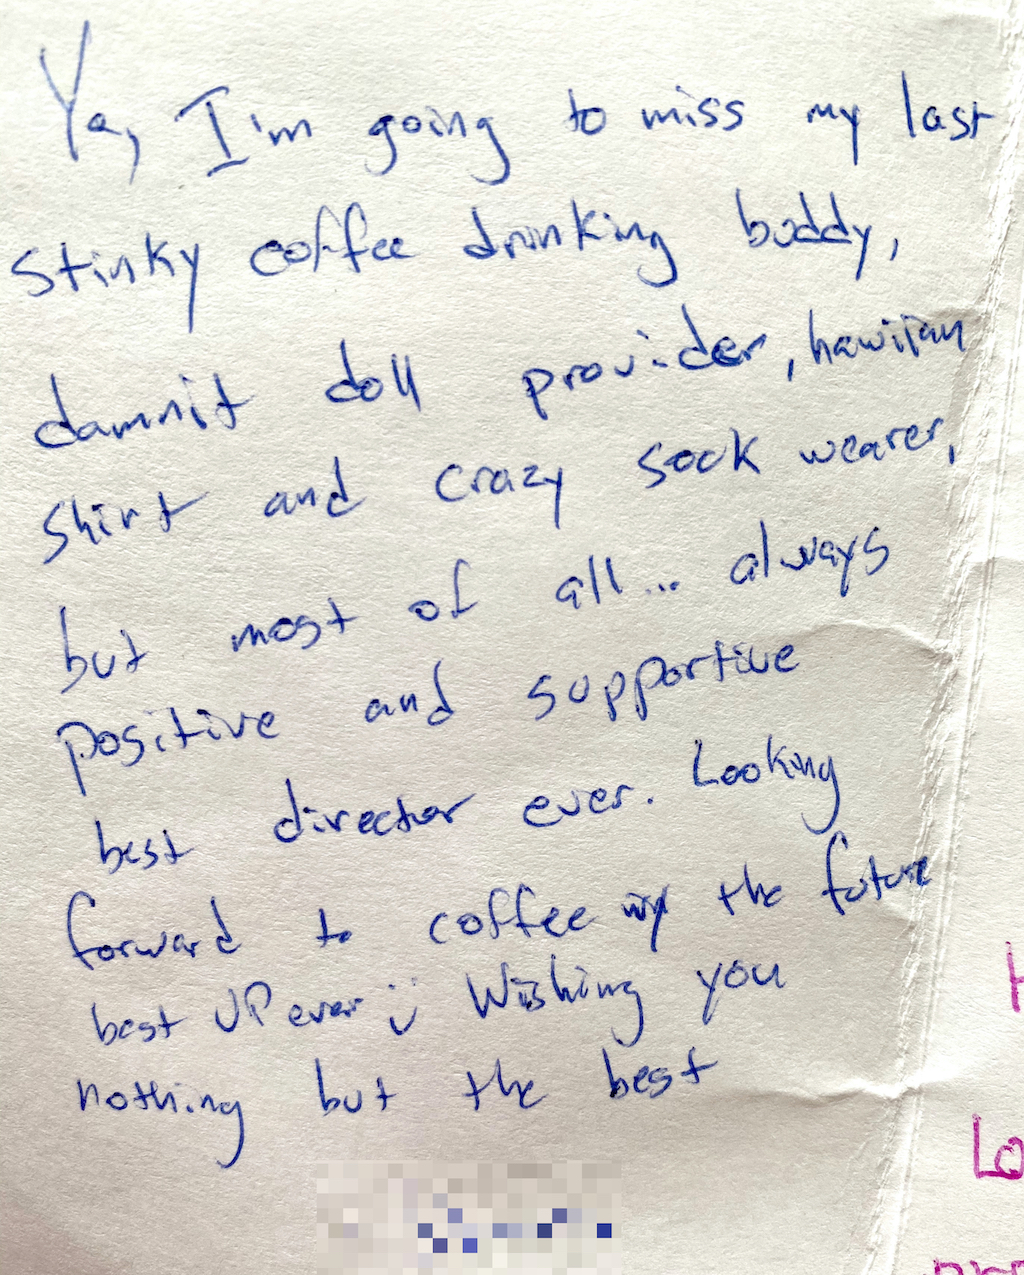 Ya, I'm going to miss my last
stinky coffee drinking buddy,
damnit doll provider, hawiian
shirt and crazy sock wearer,
but most of all... always
positive and supportive
best director ever. Looking
forward to coffee w/ the future
best VP ever :) Wishing you
nothing but the best
Lo